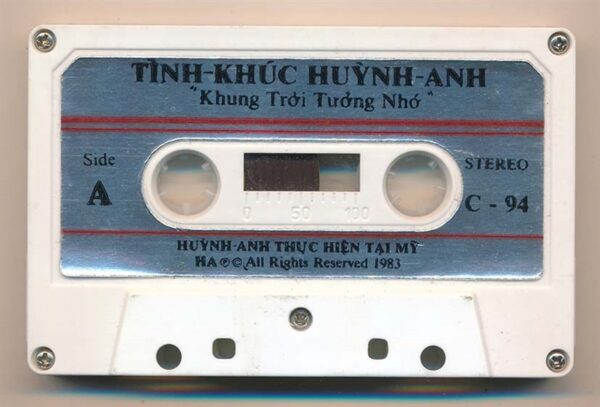 TÌNH-KHÚC HUỲNH-ANH
"Khung Trời Tưởng Nhớ"
Side
A
STEREO
C - 94
0 50 100
HUỲNH-ANH THỰC HIỆN TẠI MỸ
HA ℗ © All Rights Reserved 1983